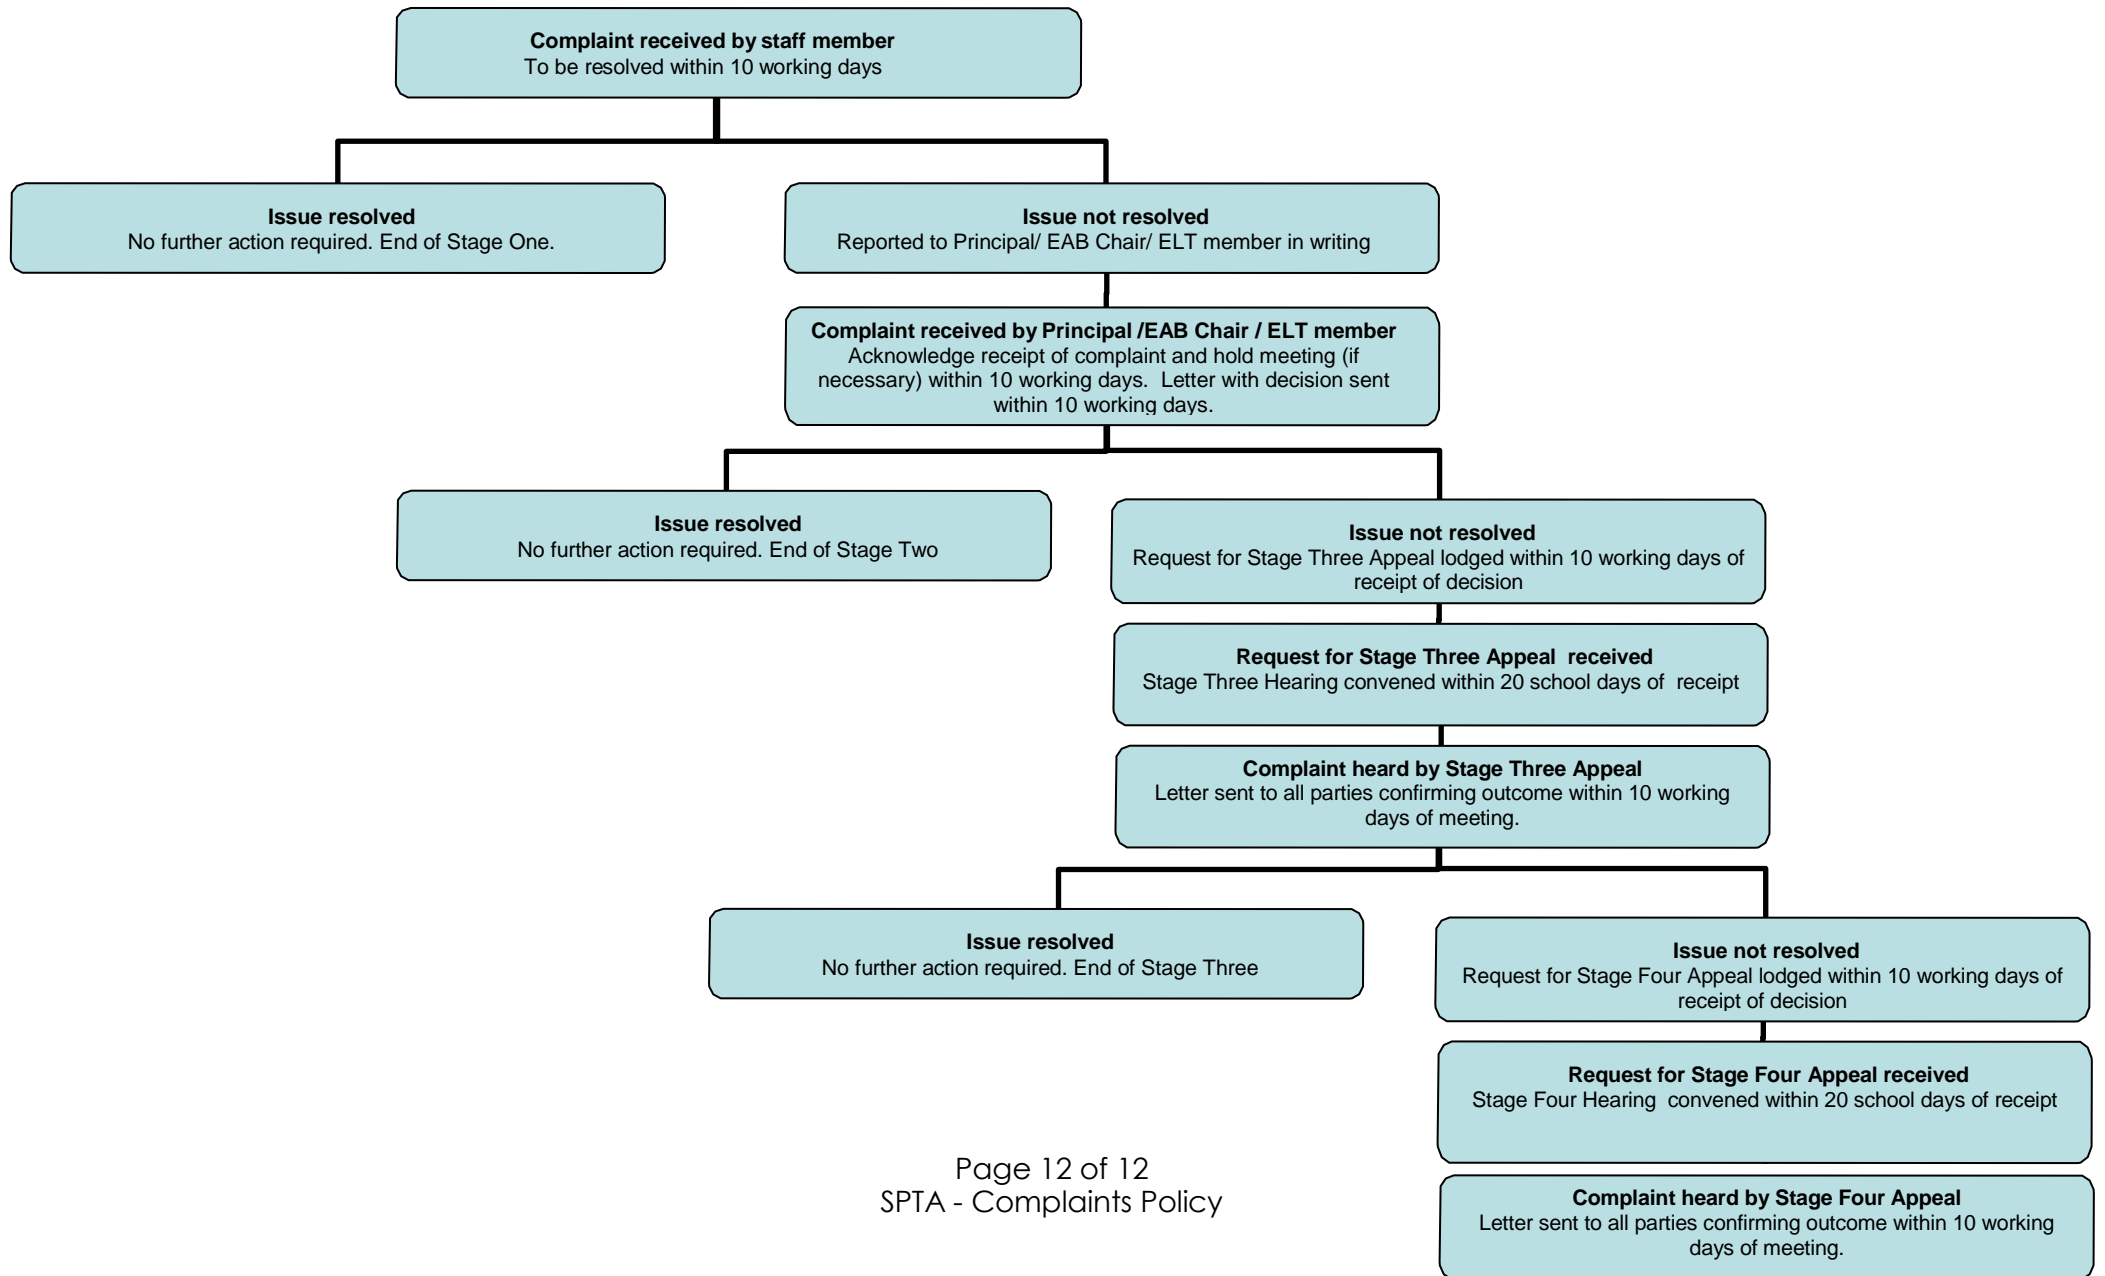 Complaint received by staff member
To be resolved within 10 working days
Issue resolved
No further action required. End of Stage One.
Issue not resolved
Reported to Principal/ EAB Chair/ ELT member in writing
Complaint received by Principal /EAB Chair / ELT member
Acknowledge receipt of complaint and hold meeting (if
necessary) within 10 working days.  Letter with decision sent
within 10 working days.
Issue resolved
No further action required. End of Stage Two
Issue not resolved
Request for Stage Three Appeal lodged within 10 working days of
receipt of decision
Request for Stage Three Appeal  received
Stage Three Hearing convened within 20 school days of  receipt
Complaint heard by Stage Three Appeal
Letter sent to all parties confirming outcome within 10 working
days of meeting.
Issue resolved
No further action required. End of Stage Three
Issue not resolved
Request for Stage Four Appeal lodged within 10 working days of
receipt of decision
Request for Stage Four Appeal received
Stage Four Hearing  convened within 20 school days of receipt
Complaint heard by Stage Four Appeal
Letter sent to all parties confirming outcome within 10 working
days of meeting.
Page 12 of 12
SPTA - Complaints Policy